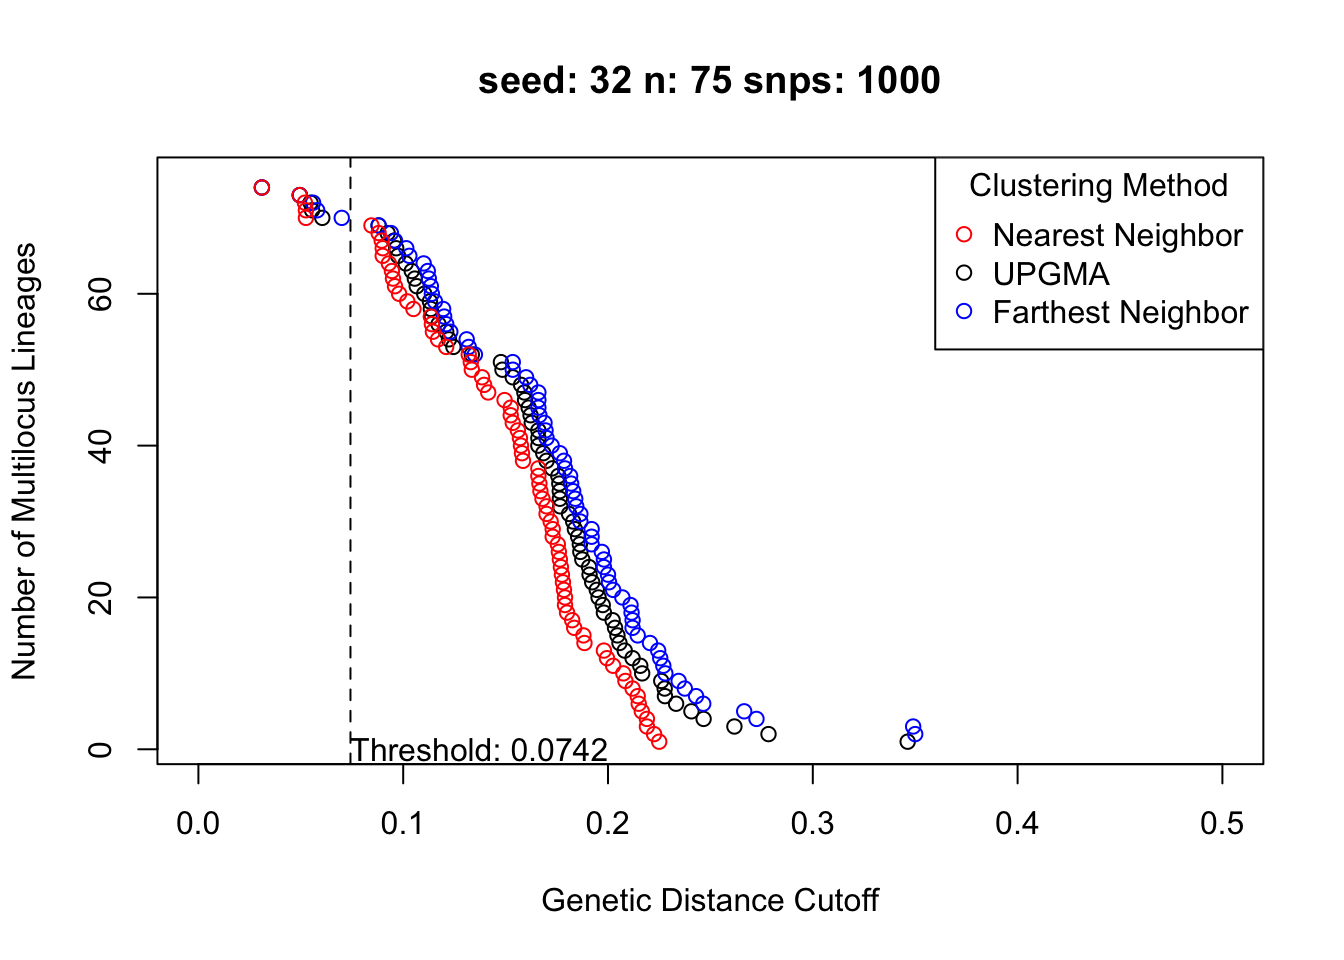 seed: 32 n: 75 snps: 1000
Clustering Method
Nearest Neighbor
UPGMA
Farthest Neighbor
Number of Multilocus Lineages
60
40
20
0
Threshold: 0.0742
0.0 0.1 0.2 0.3 0.4 0.5
Genetic Distance Cutoff